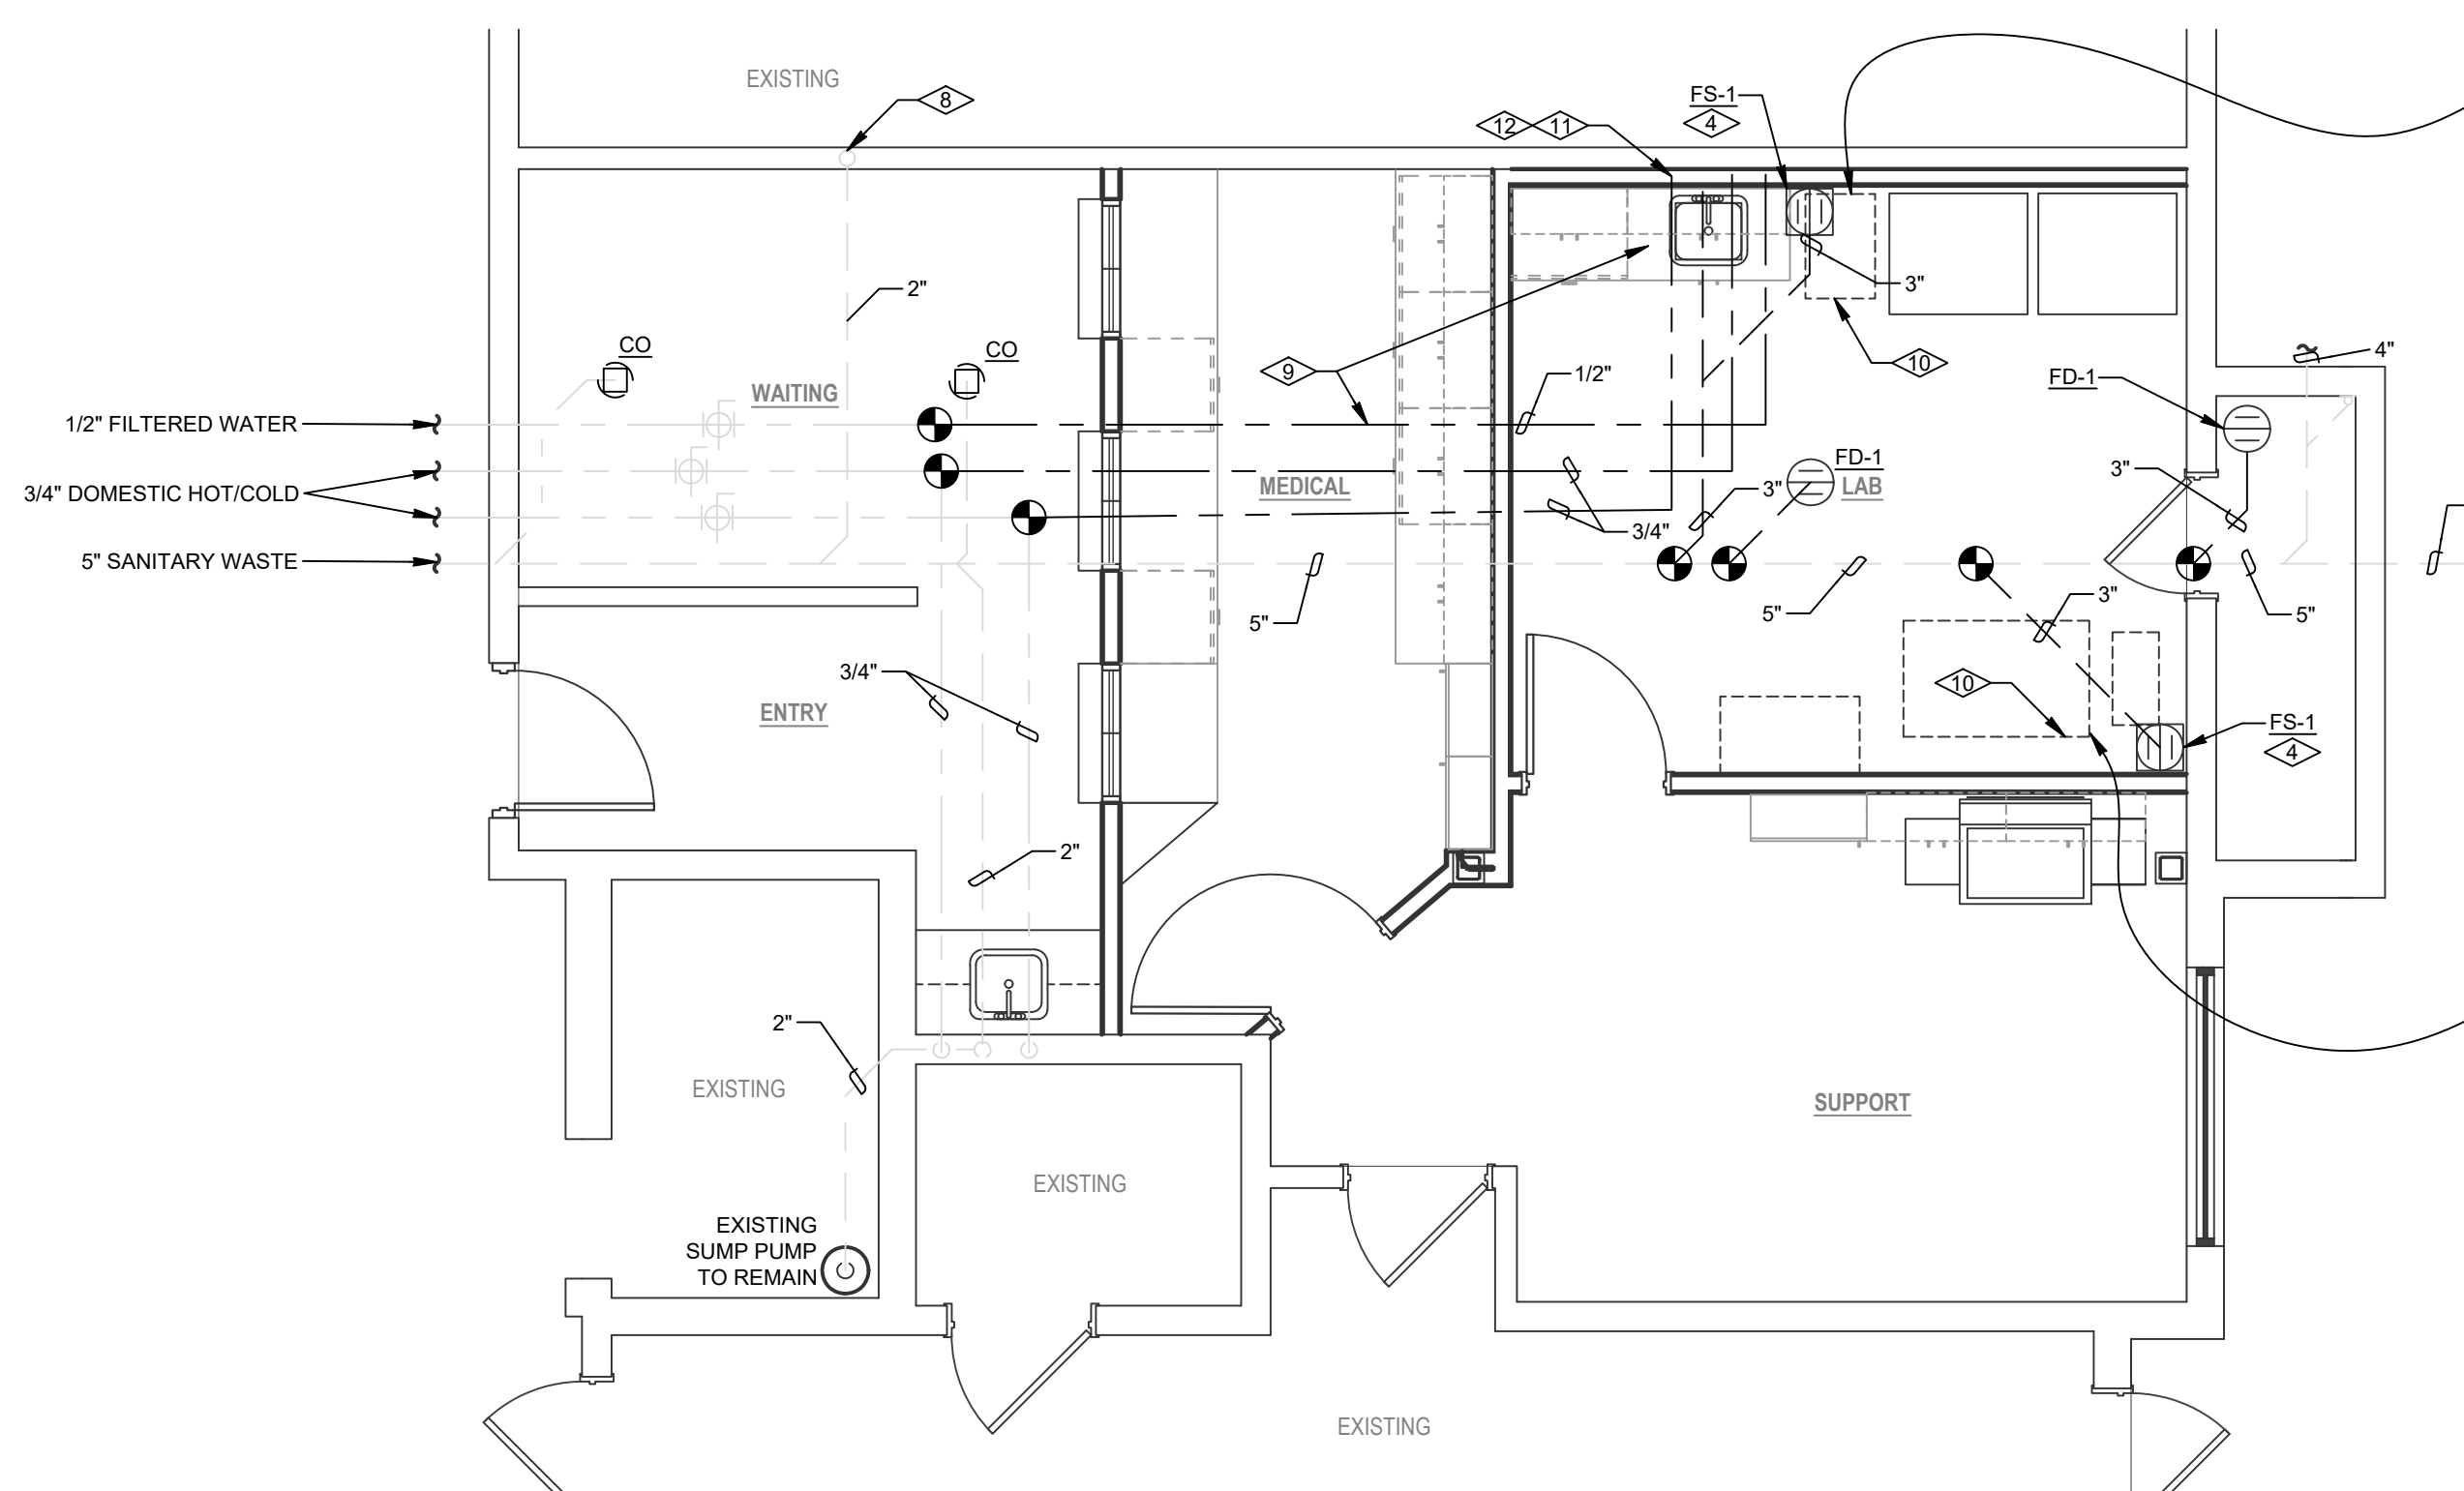 EXISTING
8
FS-1
4
12
11
2"
3"
CO
CO
4"
10
9
1/2"
FD-1
WAITING
1/2" FILTERED WATER
FD-1
3"
MEDICAL
LAB
3"
3/4" DOMESTIC HOT/COLD
3/4"
5" SANITARY WASTE
5"
5"
3"
5"
3/4"
10
ENTRY
FS-1
4
2"
2"
EXISTING
SUPPORT
EXISTING
EXISTING
SUMP PUMP
TO REMAIN
EXISTING